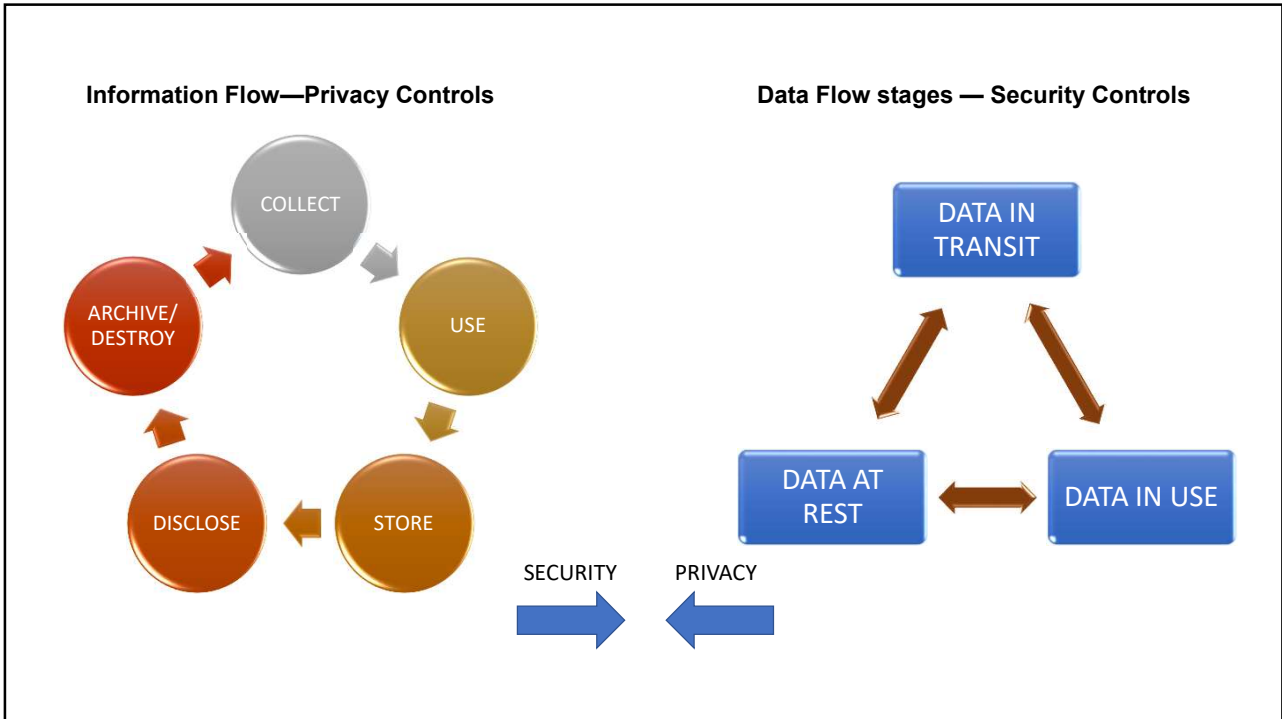 Information Flow—Privacy Controls
COLLECT
USE
STORE
DISCLOSE
ARCHIVE/
DESTROY
Data Flow stages — Security Controls
DATA IN
TRANSIT
DATA AT
REST
DATA IN USE
SECURITY
PRIVACY